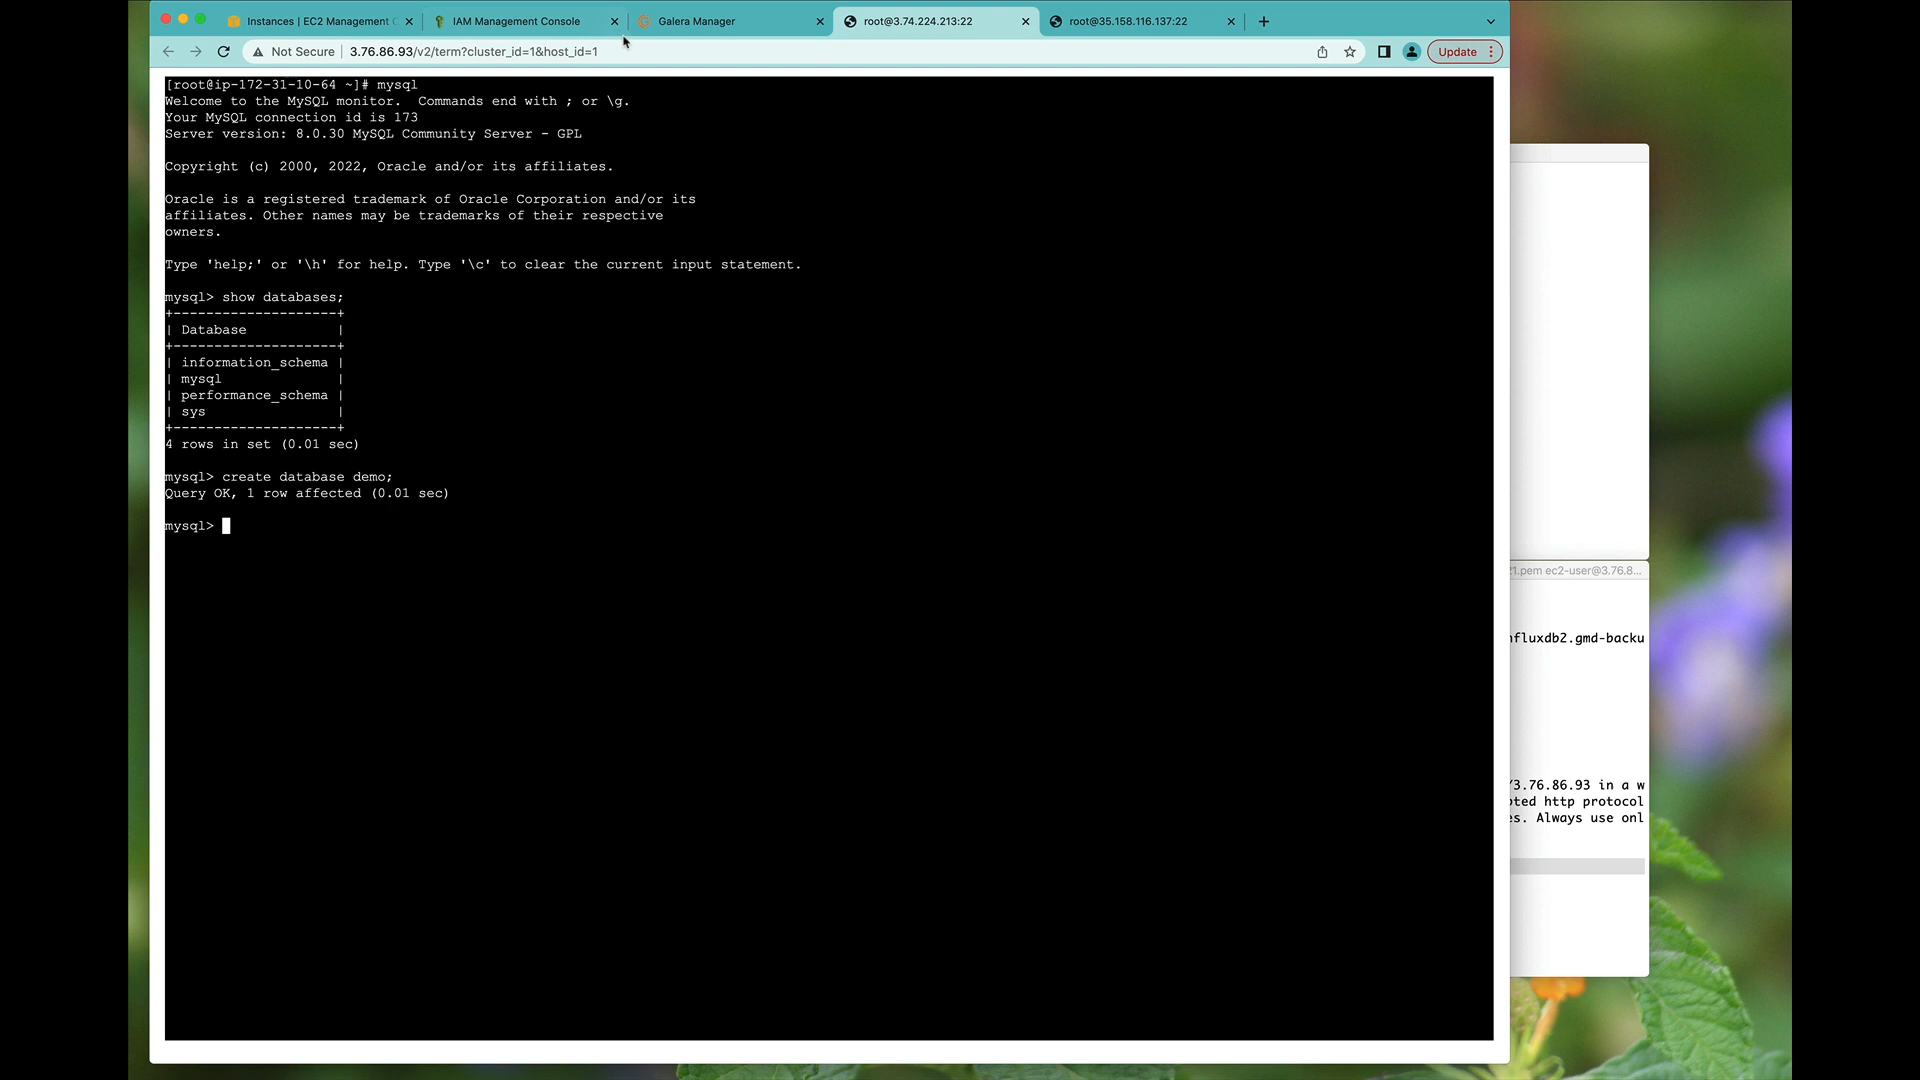 Instances | EC2 Management C
IAM Management Console
Galera Manager
root@3.74.224.213:22
root@35.158.116.137:22
Not Secure
3.76.86.93/v2/term?cluster_id=1&host_id=1
Update
[root@ip-172-31-10-64 ~]# mysql
Welcome to the MySQL monitor.  Commands end with ; or \g.
Your MySQL connection id is 173
Server version: 8.0.30 MySQL Community Server - GPL
Copyright (c) 2000, 2022, Oracle and/or its affiliates.
Oracle is a registered trademark of Oracle Corporation and/or its
affiliates. Other names may be trademarks of their respective
owners.
Type 'help;' or '\h' for help. Type '\c' to clear the current input statement.
mysql> show databases;
+--------------------+
| Database           |
+--------------------+
| information_schema |
| mysql              |
| performance_schema |
| sys                |
+--------------------+
4 rows in set (0.01 sec)
mysql> create database demo;
Query OK, 1 row affected (0.01 sec)
mysql>
1.pem ec2-user@3.76.8...
fluxdb2.gmd-backu
3.76.86.93 in a w
ted http protocol
s. Always use onl